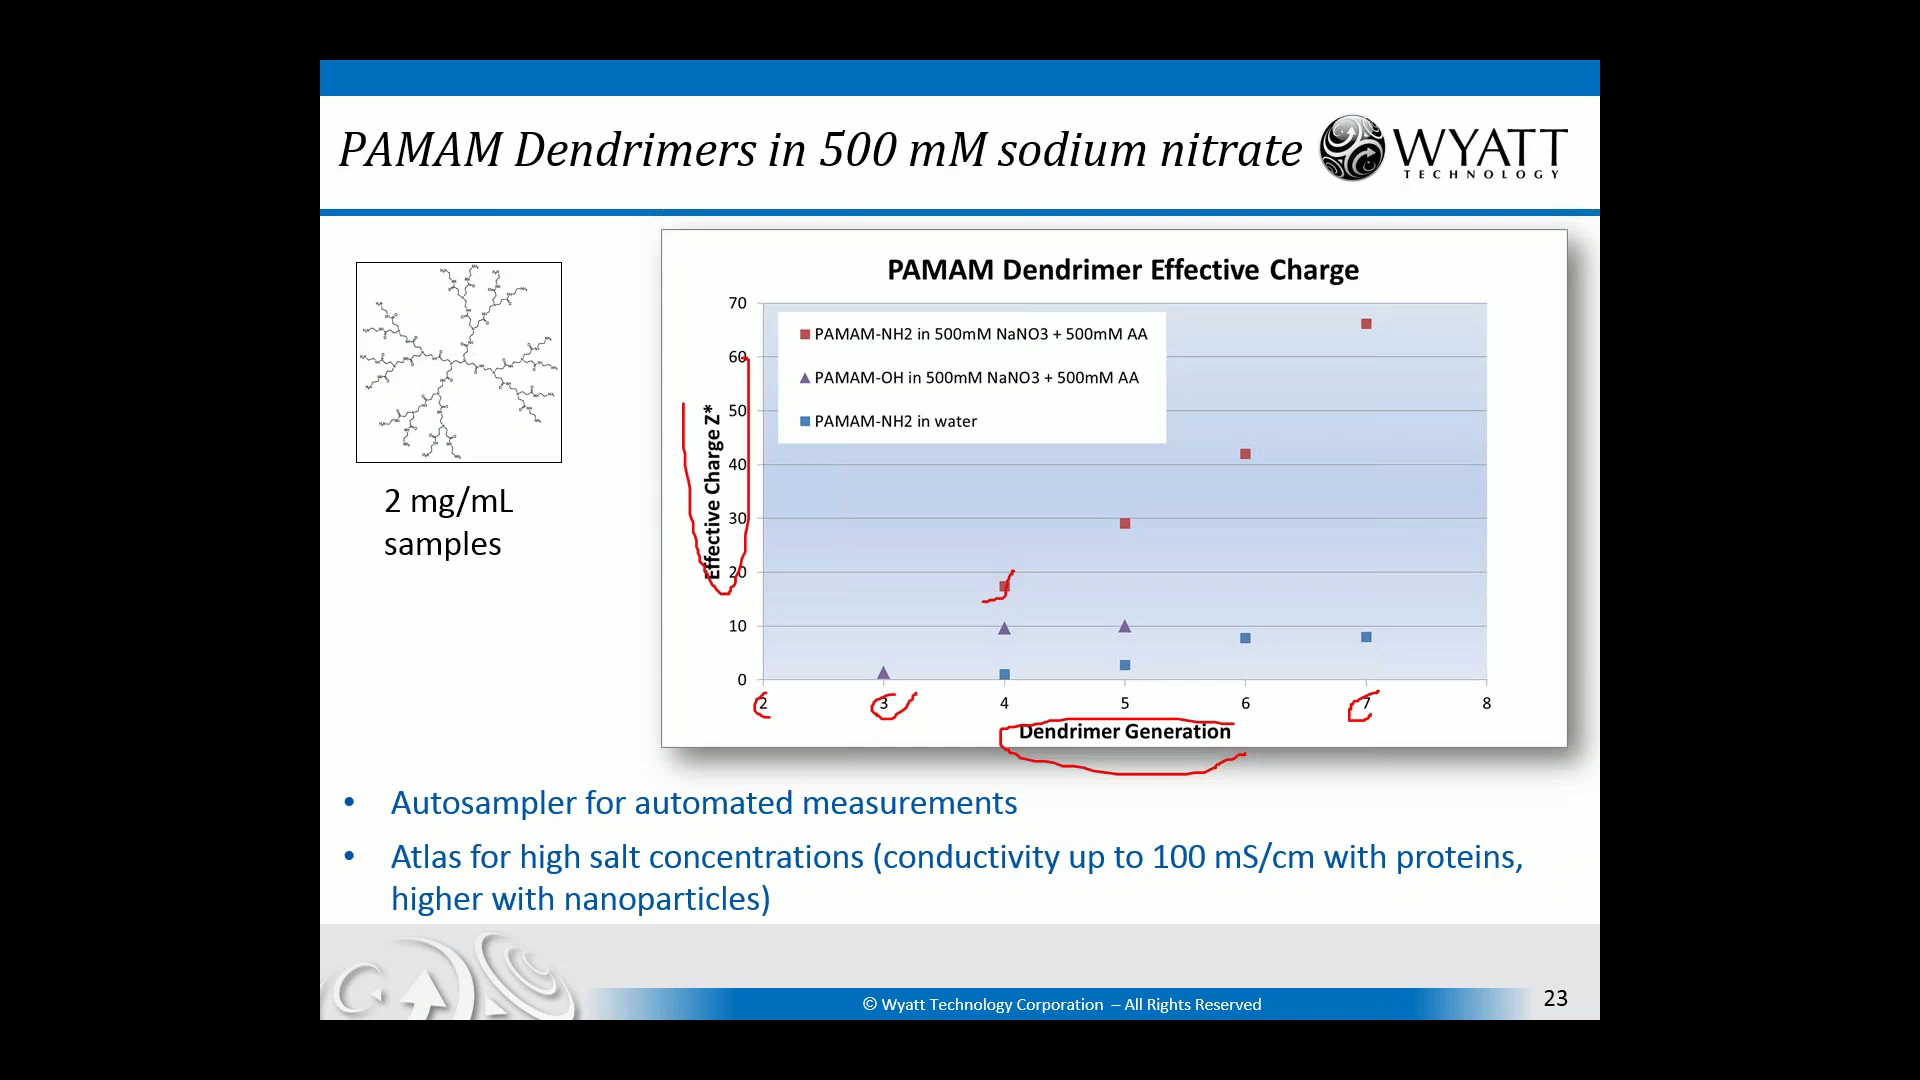 PAMAM Dendrimers in 500 mM sodium nitrate
WYATT
TECHNOLOGY
2 mg/mL
samples
PAMAM Dendrimer Effective Charge
70
60
50
40
30
20
10
0
Effective Charge Z*
PAMAM-NH2 in 500mM NaNO3 + 500mM AA
PAMAM-OH in 500mM NaNO3 + 500mM AA
PAMAM-NH2 in water
2 3 4 5 6 7 8
Dendrimer Generation
• Autosampler for automated measurements
• Atlas for high salt concentrations (conductivity up to 100 mS/cm with proteins,
higher with nanoparticles)
© Wyatt Technology Corporation – All Rights Reserved
23